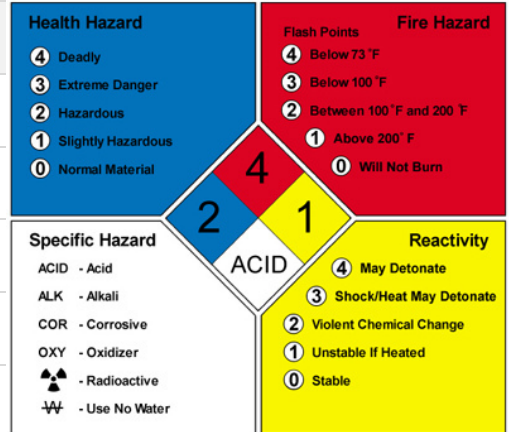 Health Hazard
4 Deadly
3 Extreme Danger
2 Hazardous
1 Slightly Hazardous
0 Normal Material
Fire Hazard
Flash Points
4 Below 73 °F
3 Below 100 °F
2 Between 100 °F and 200 °F
1 Above 200° F
0 Will Not Burn
4
2
1
ACID
Specific Hazard
ACID - Acid
ALK - Alkali
COR - Corrosive
OXY - Oxidizer
- Radioactive
W - Use No Water
Reactivity
4 May Detonate
3 Shock/Heat May Detonate
2 Violent Chemical Change
1 Unstable If Heated
0 Stable